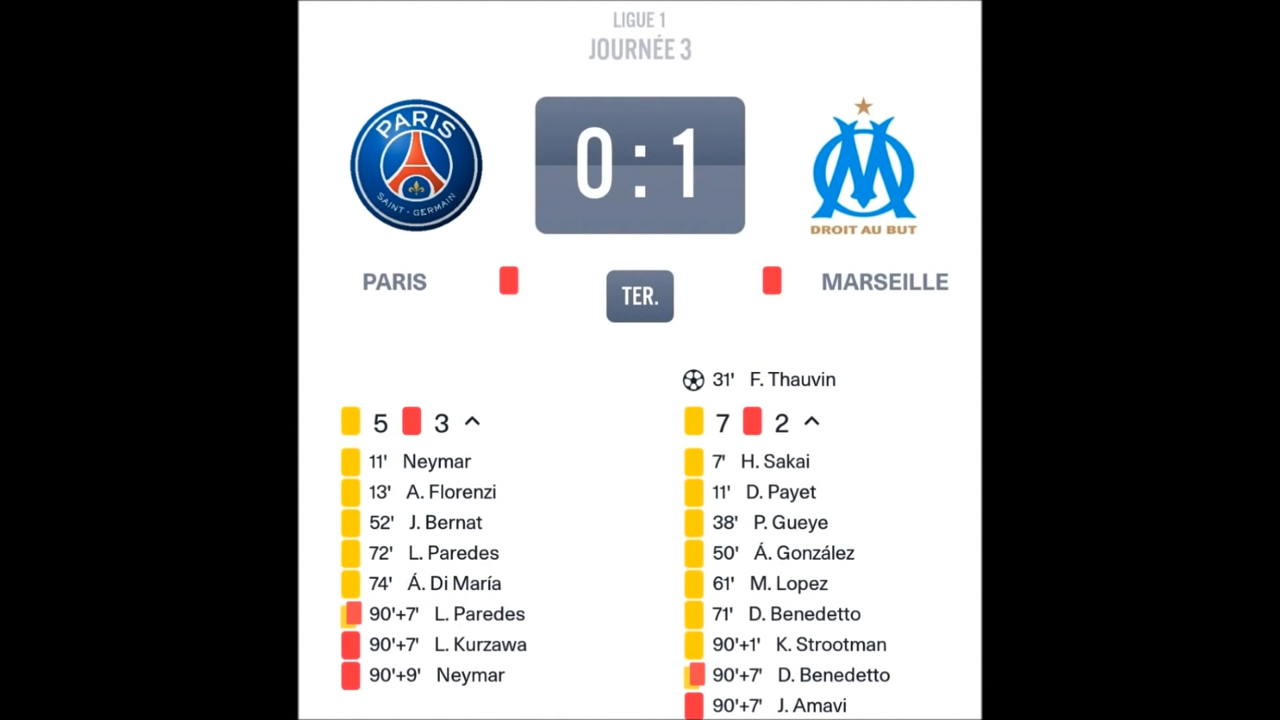 LIGUE 1
JOURNÉE 3
PARIS
SAINT - GERMAIN
0 : 1
DROIT AU BUT
PARIS
TER.
MARSEILLE
31' F. Thauvin
5 3
11' Neymar
13' A. Florenzi
52' J. Bernat
72' L. Paredes
74' Á. Di María
90'+7' L. Paredes
90'+7' L. Kurzawa
90'+9' Neymar
7 2
7' H. Sakai
11' D. Payet
38' P. Gueye
50' Á. González
61' M. Lopez
71' D. Benedetto
90'+1' K. Strootman
90'+7' D. Benedetto
90'+7' J. Amavi